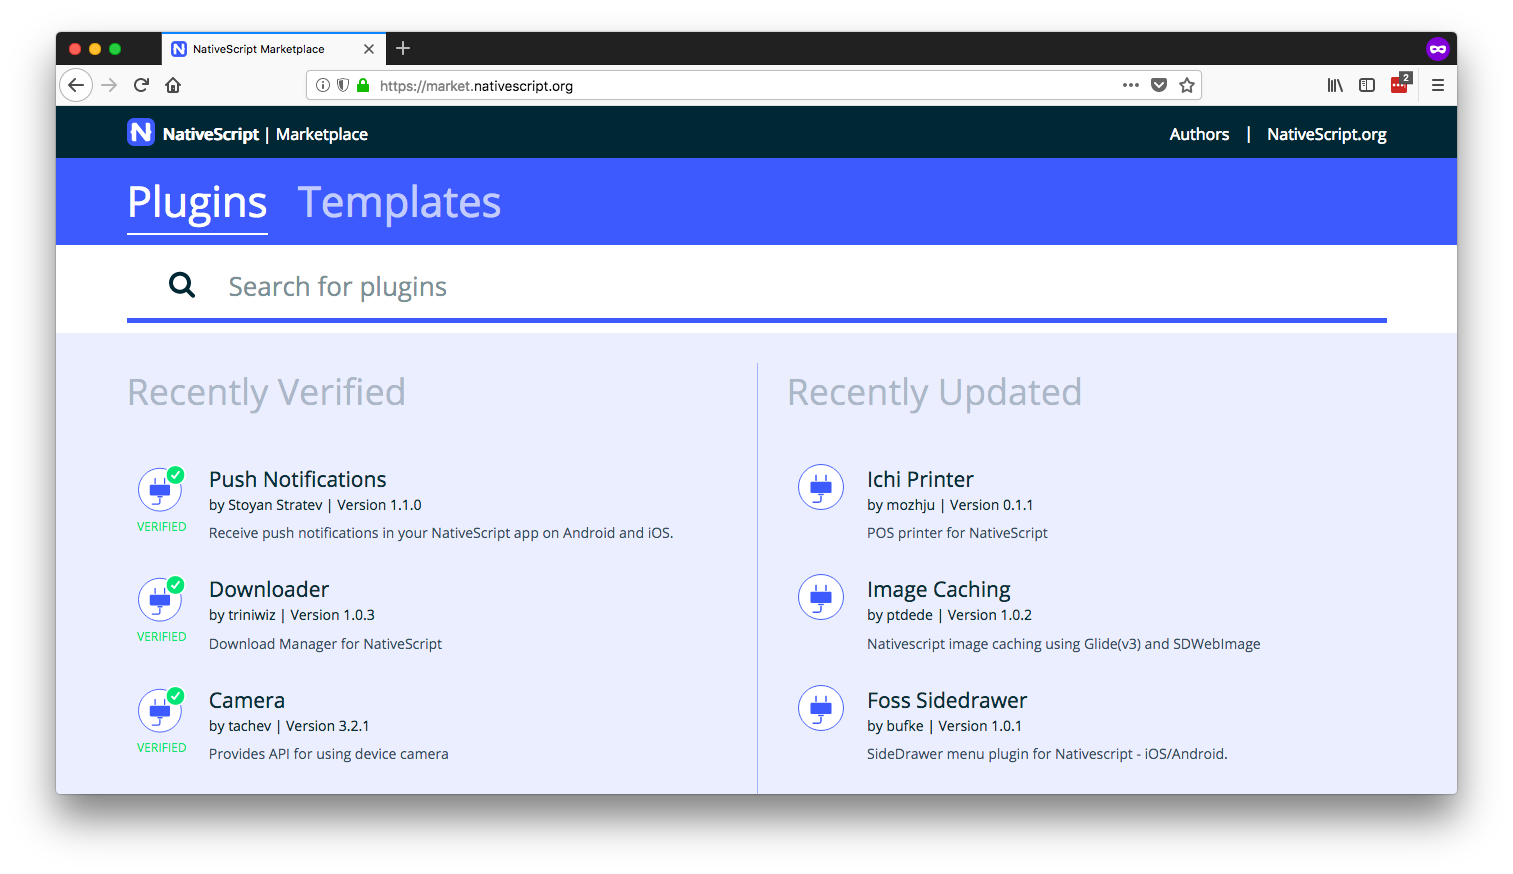 NativeScript Marketplace
https://market.nativescript.org
2
N NativeScript | Marketplace
Authors | NativeScript.org
Plugins Templates
Search for plugins
Recently Verified
Push Notifications
by Stoyan Stratev | Version 1.1.0
VERIFIED
Receive push notifications in your NativeScript app on Android and iOS.
Downloader
by triniwiz | Version 1.0.3
VERIFIED
Download Manager for NativeScript
Camera
by tachev | Version 3.2.1
VERIFIED
Provides API for using device camera
Recently Updated
Ichi Printer
by mozhju | Version 0.1.1
POS printer for NativeScript
Image Caching
by ptdede | Version 1.0.2
Nativescript image caching using Glide(v3) and SDWebImage
Foss Sidedrawer
by bufke | Version 1.0.1
SideDrawer menu plugin for Nativescript - iOS/Android.